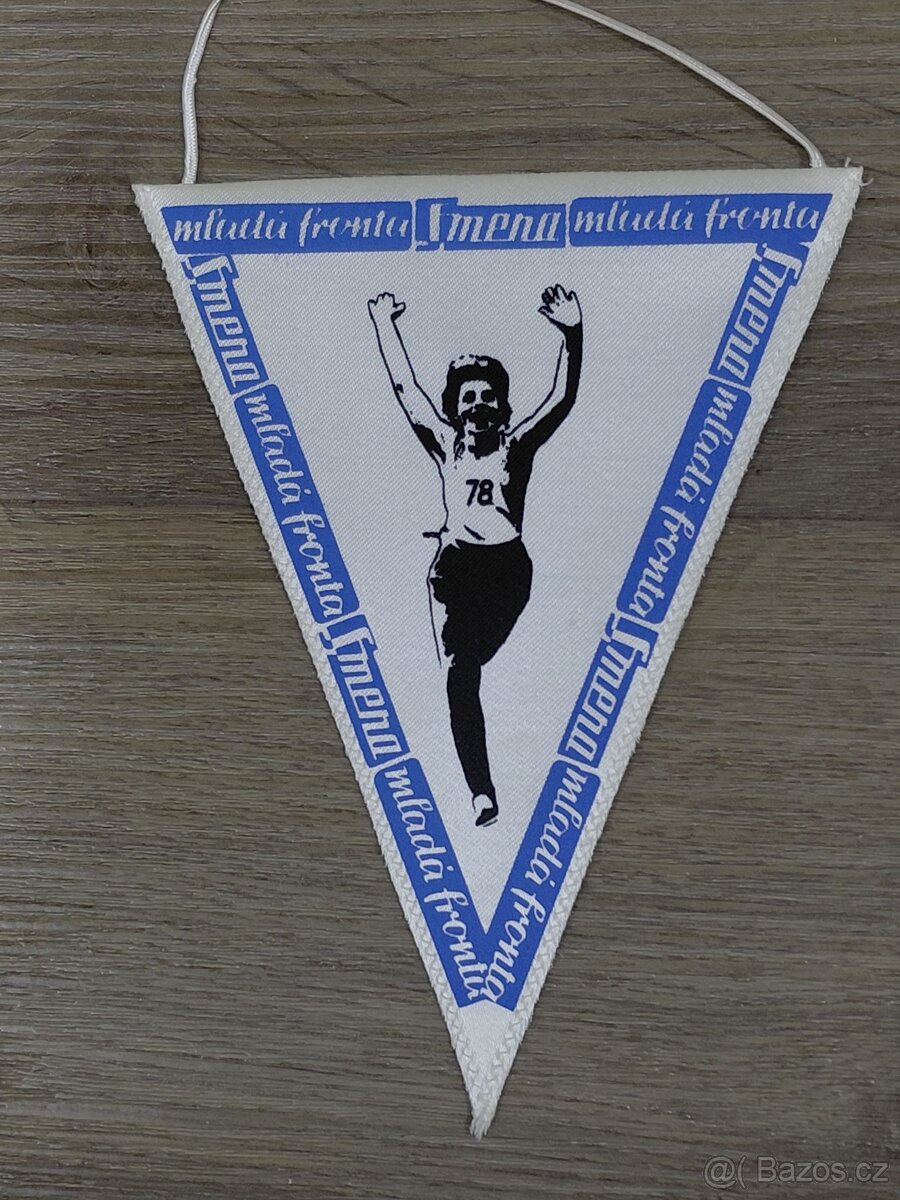 mladá fronta Smena mladá fronta
Smena mladá fronta Smena mladá fronta
Smena mladá fronta Smena mladá fronta
78
@( Bazos.cz